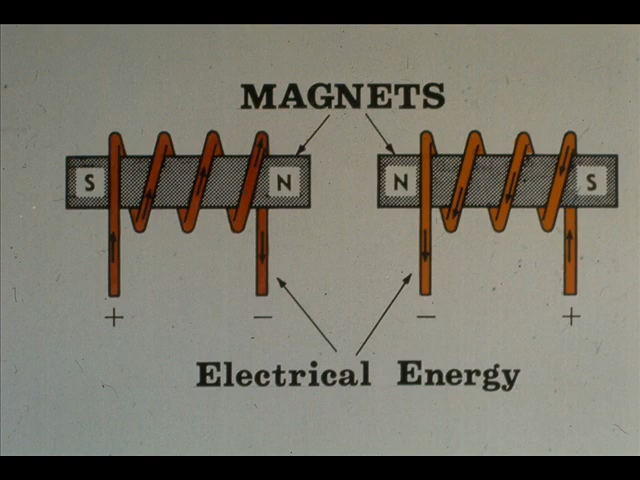 MAGNETS
S N N S
+ − − +
Electrical Energy